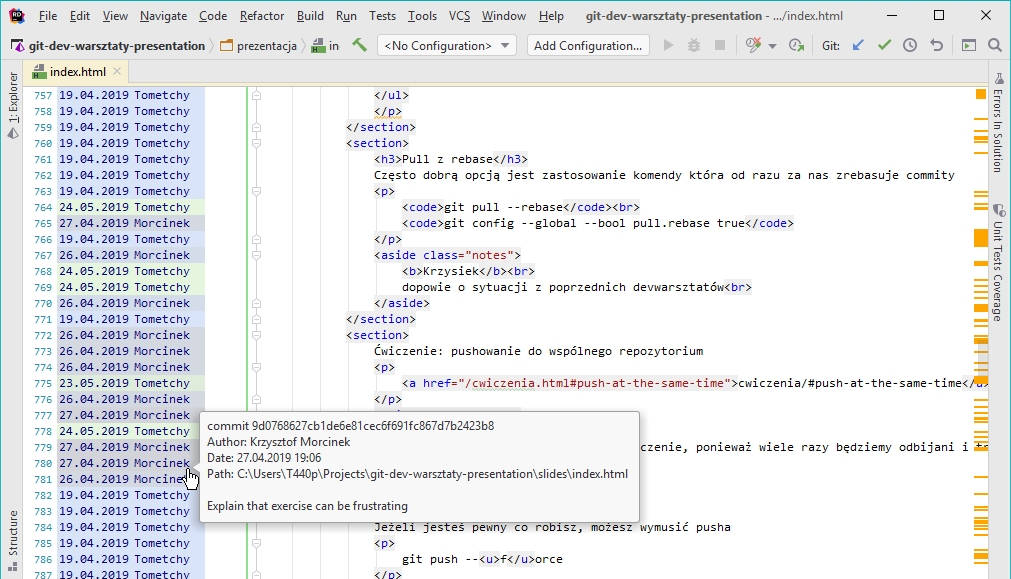 File Edit View Navigate Code Refactor Build Run Tests Tools VCS Window Help git-dev-warsztaty-presentation - .../index.html
git-dev-warsztaty-presentation prezentacja in <No Configuration> Add Configuration... Git:
index.html
1: Explorer
Structure
Errors In Solution
Unit Tests Coverage
757 19.04.2019 Tometchy </ul>
758 19.04.2019 Tometchy </p>
759 19.04.2019 Tometchy </section>
760 19.04.2019 Tometchy <section>
761 19.04.2019 Tometchy <h3>Pull z rebase</h3>
762 19.04.2019 Tometchy Często dobrą opcją jest zastosowanie komendy która od razu za nas zrebasuje commity
763 19.04.2019 Tometchy <p>
764 24.05.2019 Tometchy <code>git pull --rebase</code><br>
765 27.04.2019 Morcinek <code>git config --global --bool pull.rebase true</code>
766 19.04.2019 Tometchy </p>
767 26.04.2019 Morcinek <aside class="notes">
768 24.05.2019 Tometchy <b>Krzysiek</b><br>
769 24.05.2019 Tometchy dopowie o sytuacji z poprzednich devwarsztatów<br>
770 26.04.2019 Morcinek </aside>
771 19.04.2019 Tometchy </section>
772 26.04.2019 Morcinek <section>
773 26.04.2019 Morcinek Ćwiczenie: pushowanie do wspólnego repozytorium
774 26.04.2019 Morcinek <p>
775 23.05.2019 Tometchy <a href="/cwiczenia.html#push-at-the-same-time">cwiczenia/#push-at-the-same-time</a>
776 26.04.2019 Morcinek </p>
777 27.04.2019 Morcinek
778 24.05.2019 Tometchy
779 27.04.2019 Morcinek czenie, ponieważ wiele razy będziemy odbijani i
780 27.04.2019 Morcinek
781 26.04.2019 Morcinek
782 19.04.2019 Tometchy
783 19.04.2019 Tometchy
784 19.04.2019 Tometchy Jeżeli jesteś pewny co robisz, możesz wymusić pusha
785 19.04.2019 Tometchy <p>
786 19.04.2019 Tometchy git push --<u>f</u>orce
787 19.04.2019 Tometchy </p>
commit 9d0768627cb1de6e81cec6f691fc867d7b2423b8
Author: Krzysztof Morcinek
Date: 27.04.2019 19:06
Path: C:\Users\T440p\Projects\git-dev-warsztaty-presentation\slides\index.html
Explain that exercise can be frustrating